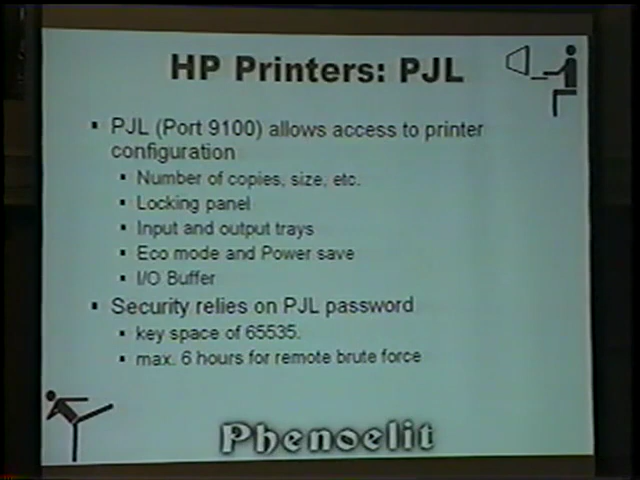 HP Printers: PJL
PJL (Port 9100) allows access to printer
configuration
Number of copies, size, etc.
Locking panel
Input and output trays
Eco mode and Power save
I/O Buffer
Security relies on PJL password
key space of 65535.
max. 6 hours for remote brute force
Phenoelit